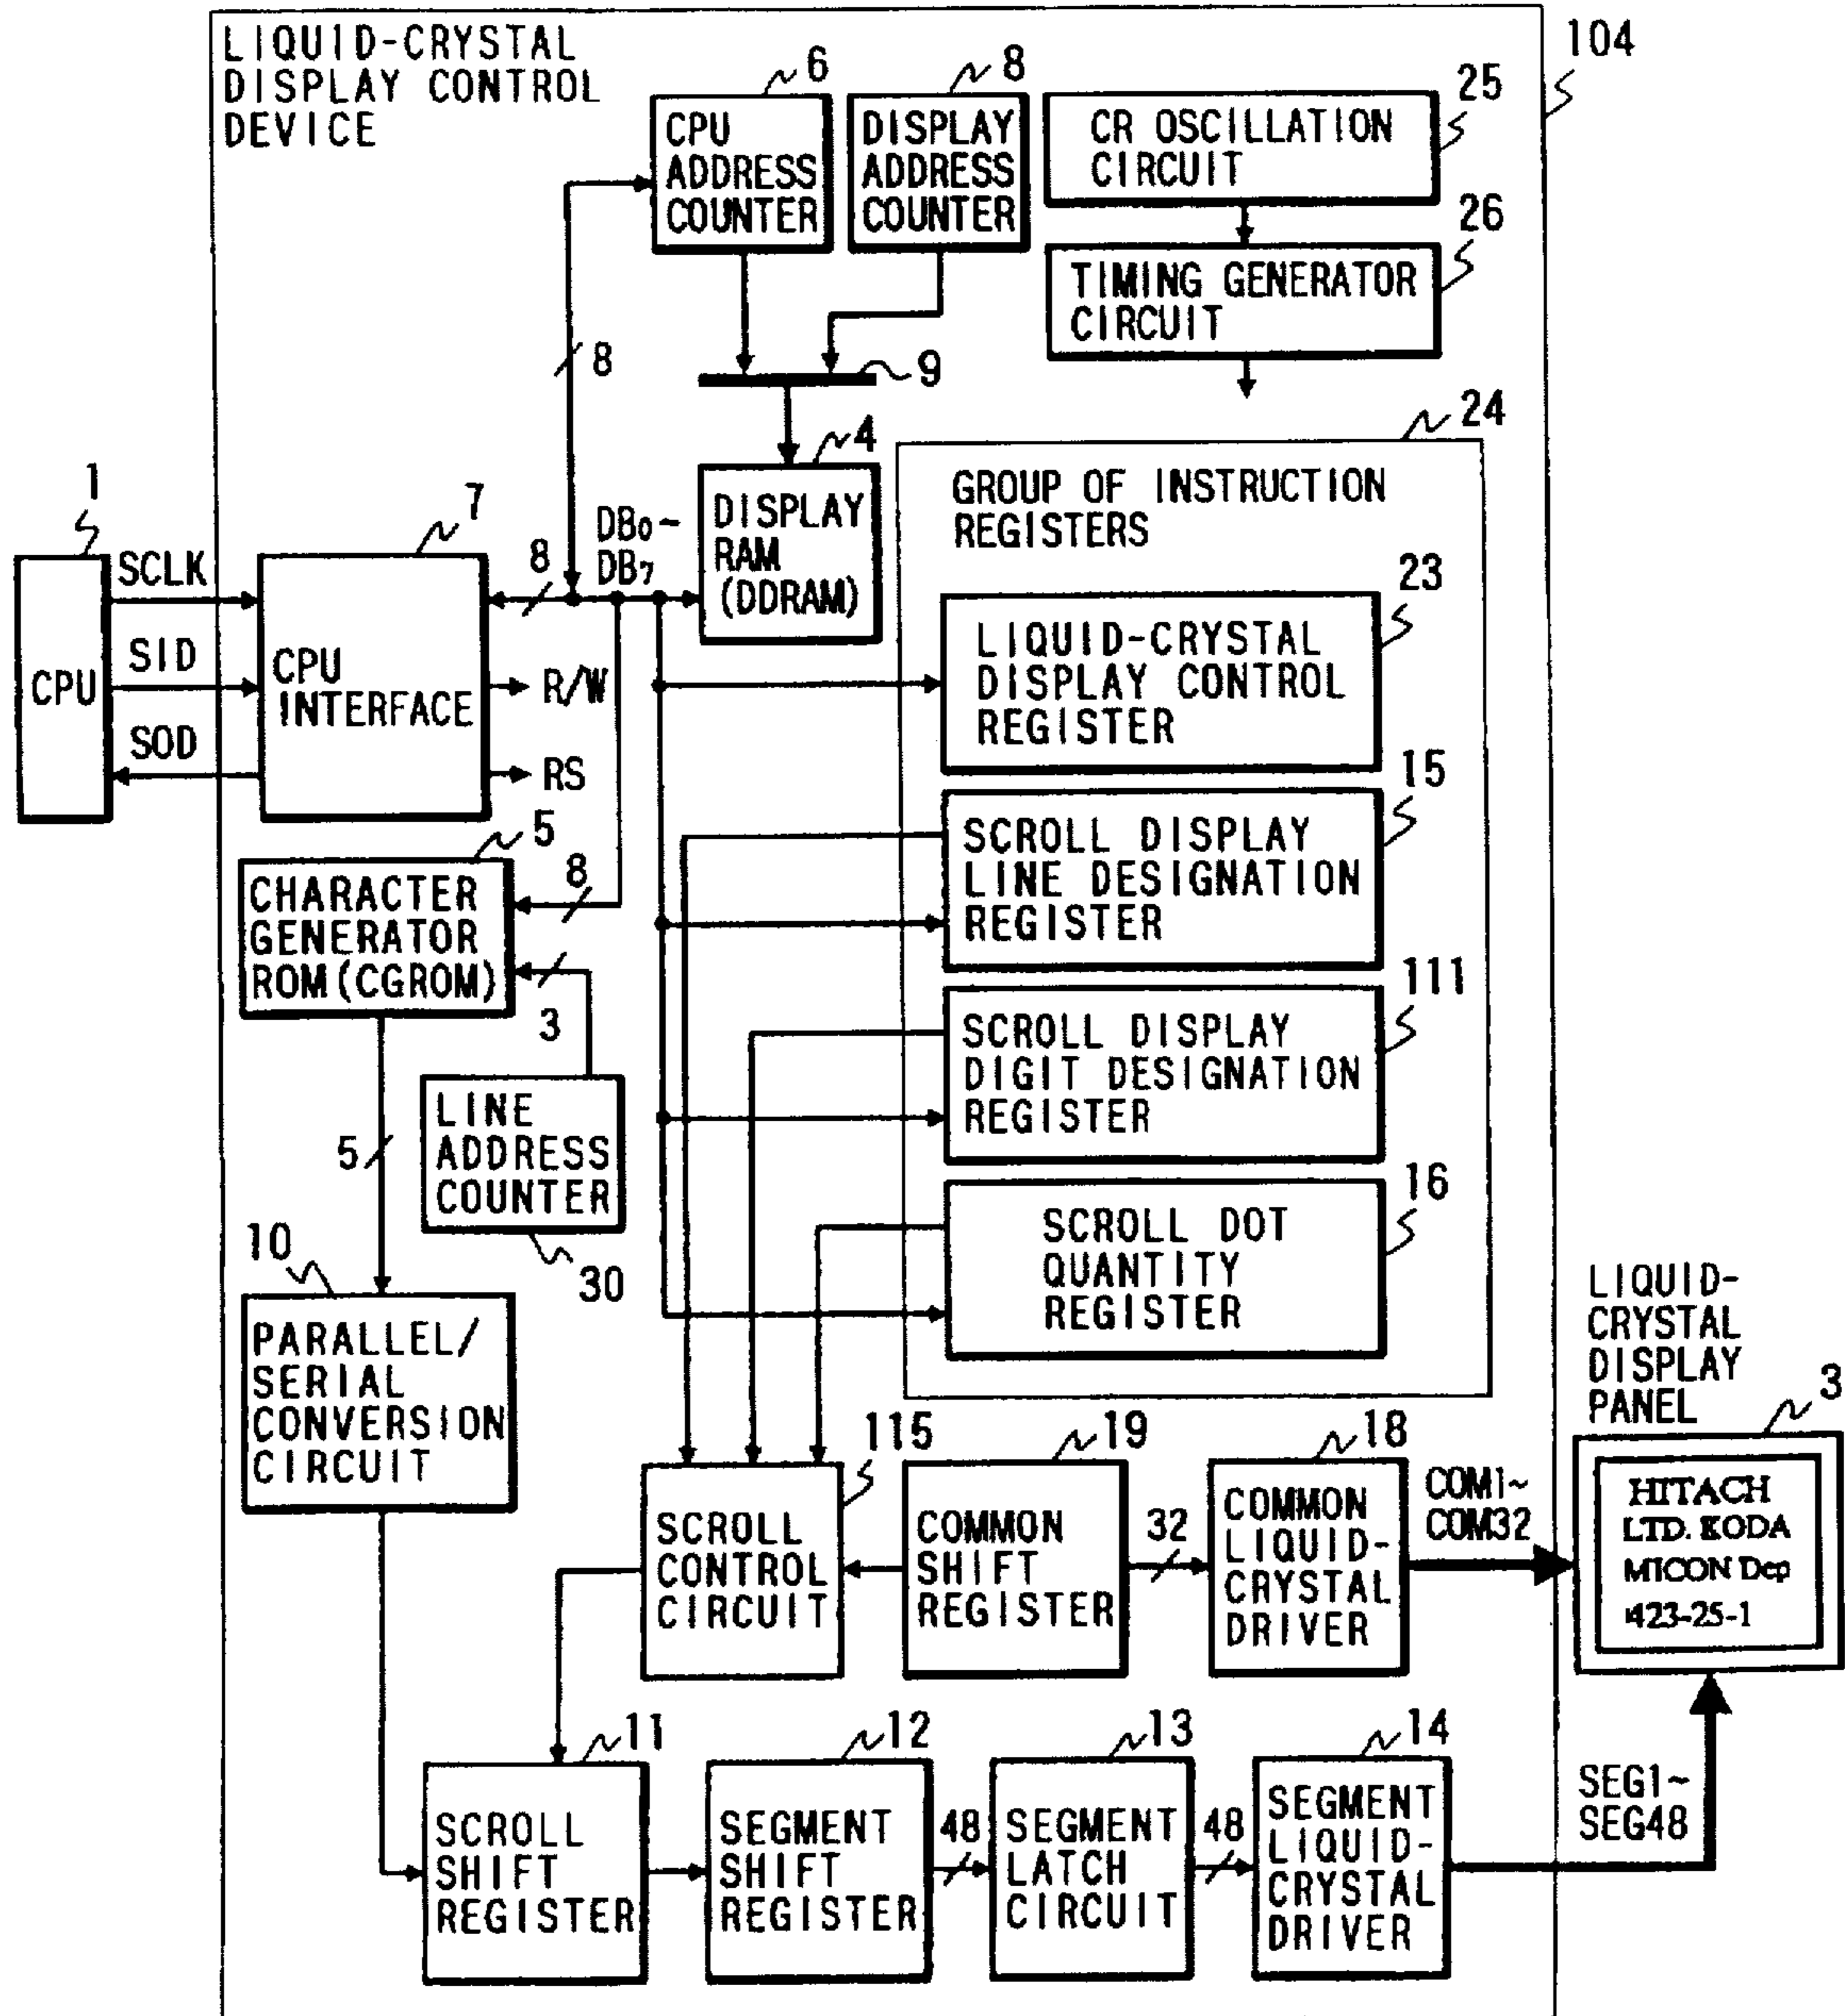 LIQUID-CRYSTAL
DISPLAY CONTROL
DEVICE
104
6
CPU
ADDRESS
COUNTER
8
DISPLAY
ADDRESS
COUNTER
25
CR OSCILLATION
CIRCUIT
26
TIMING GENERATOR
CIRCUIT
8
9
4
DISPLAY
RAM
(DDRAM)
24
GROUP OF INSTRUCTION
REGISTERS
1
CPU
SCLK
SID
SOD
7
CPU
INTERFACE
8
DB0~
DB7
R/W
RS
23
LIQUID-CRYSTAL
DISPLAY CONTROL
REGISTER
15
SCROLL DISPLAY
LINE DESIGNATION
REGISTER
5
CHARACTER
GENERATOR
ROM (CGROM)
8
3
111
SCROLL DISPLAY
DIGIT DESIGNATION
REGISTER
LINE
ADDRESS
COUNTER
30
5
16
SCROLL DOT
QUANTITY
REGISTER
10
PARALLEL/
SERIAL
CONVERSION
CIRCUIT
LIQUID-
CRYSTAL
DISPLAY
PANEL
3
115
SCROLL
CONTROL
CIRCUIT
19
COMMON
SHIFT
REGISTER
32
18
COMMON
LIQUID-
CRYSTAL
DRIVER
COM1~
COM32
HITACH
LTD. KODA
MICON Dep
423-25-1
11
SCROLL
SHIFT
REGISTER
12
SEGMENT
SHIFT
REGISTER
48
13
SEGMENT
LATCH
CIRCUIT
48
14
SEGMENT
LIQUID-
CRYSTAL
DRIVER
SEG1~
SEG48